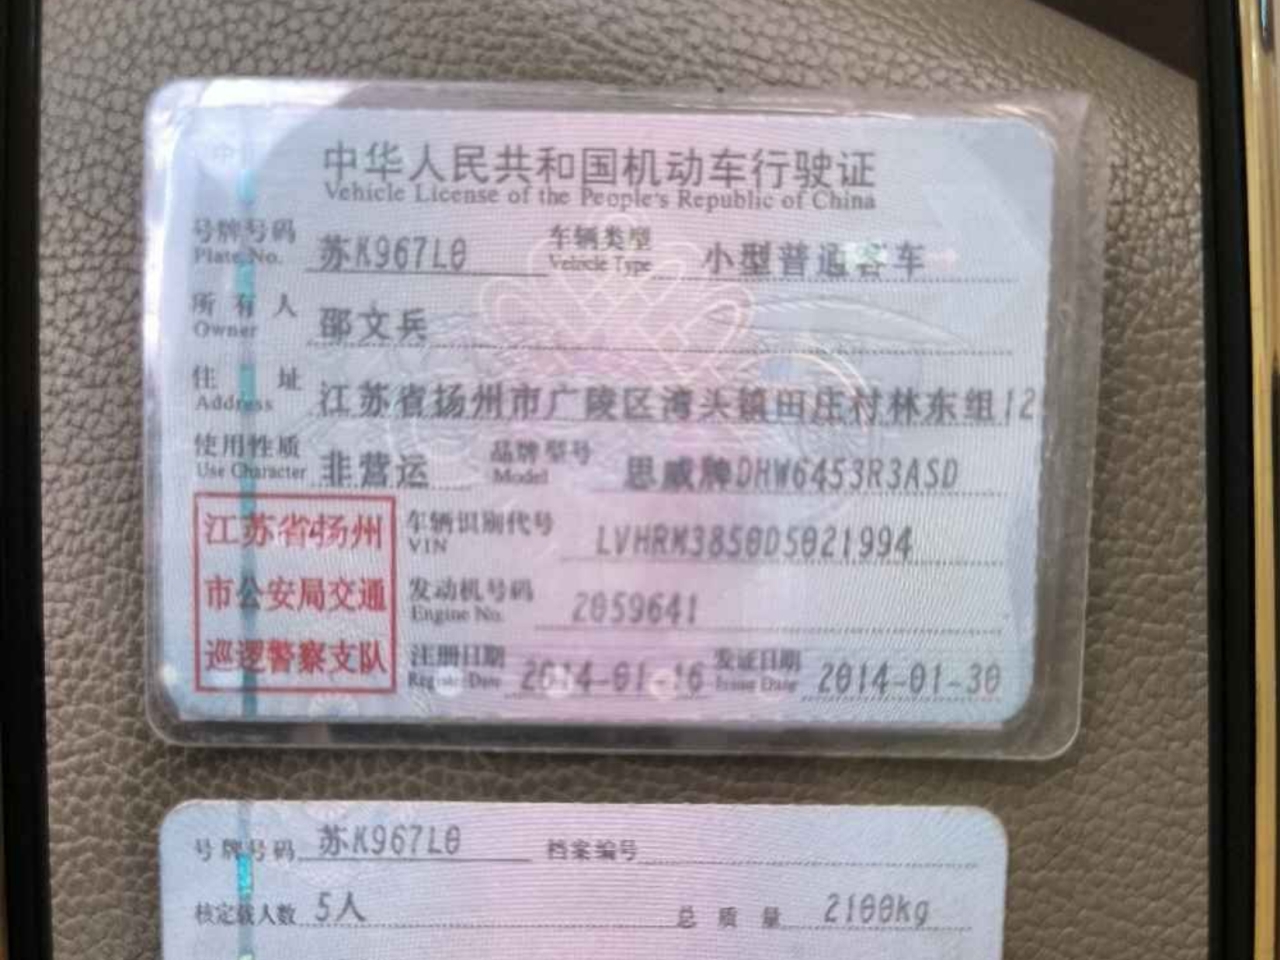 中华人民共和国机动车行驶证
Vehicle License of the People's Republic of China
号牌号码 苏K967L0 车辆类型 小型普通客车
Plate No. Vehicle Type
所有人 邵文兵
Owner
住址 江苏省扬州市广陵区湾头镇田庄村林东组12
Address
使用性质 非营运 品牌型号 思威牌DHW6453R3ASD
Use Character Model
江苏省扬州
市公安局交通
巡逻警察支队
车辆识别代号 LVHRM3850D5021994
VIN
发动机号码 2059641
Engine No.
注册日期 2014-01-16 发证日期 2014-01-30
Register Date Issue Date
号牌号码 苏K967L0 档案编号
核定载人数 5人 总质量 2100kg